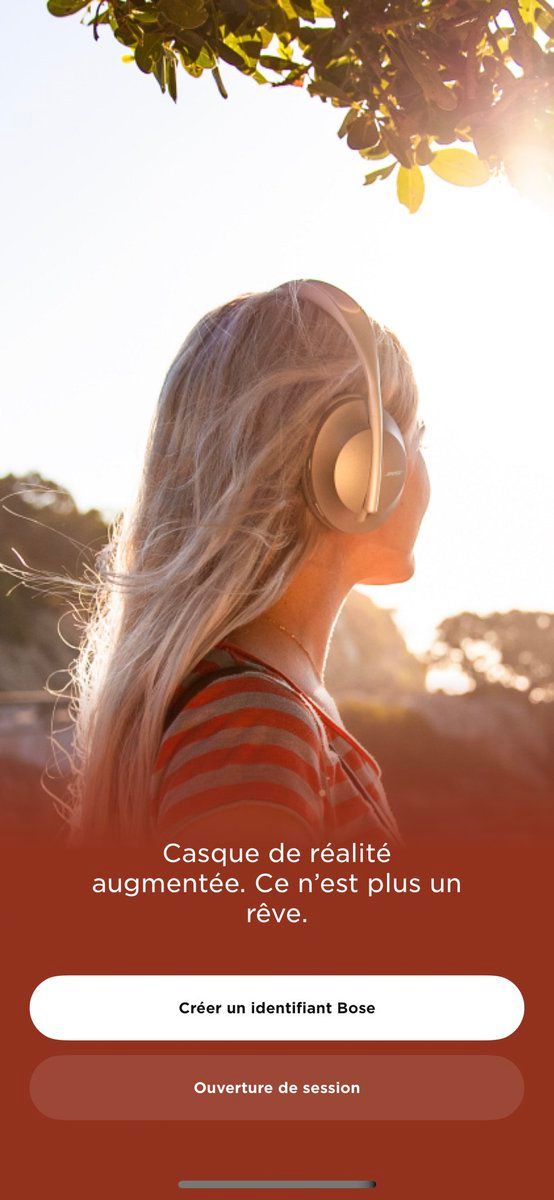 BOSE
Casque de réalité
augmentée. Ce n’est plus un
rêve.
Créer un identifiant Bose
Ouverture de session